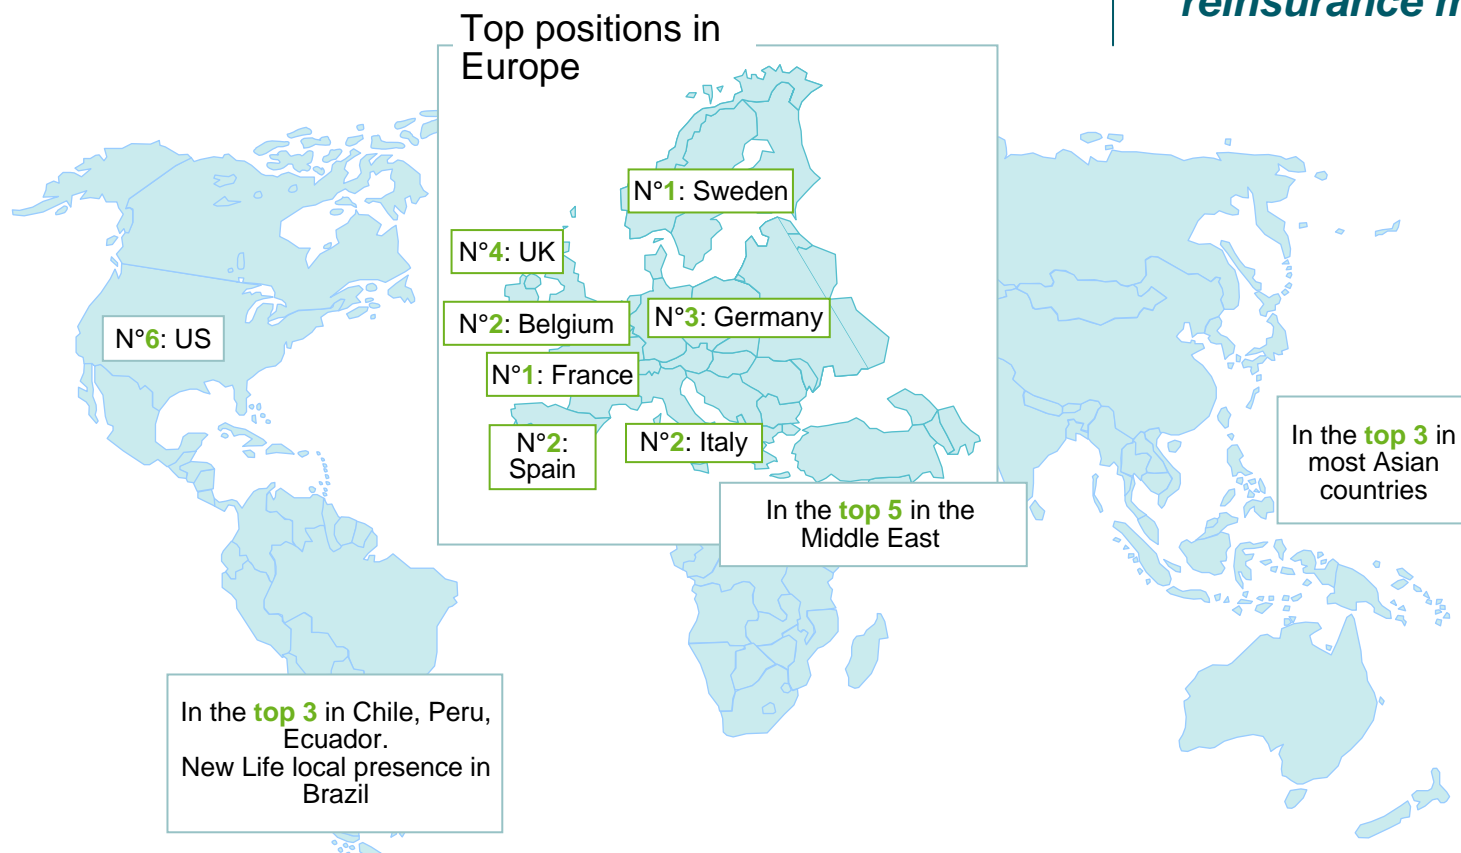 reinsurance
Top positions in
Europe
N°1: Sweden
N°4: UK
N°2: Belgium
N°3: Germany
N°6: US
N°1: France
N°2:
Spain
N°2: Italy
In the top 3 in
most Asian
countries
In the top 5 in the
Middle East
In the top 3 in Chile, Peru,
Ecuador.
New Life local presence in
Brazil